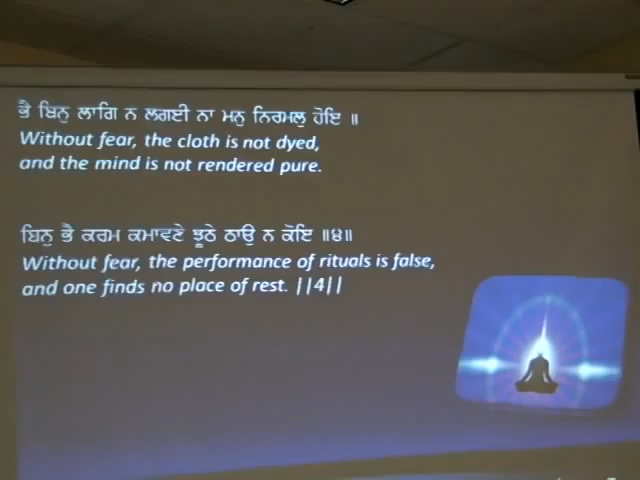 ਭੈ ਬਿਨੁ ਲਾਗਿ ਨ ਲਗਈ ਨਾ ਮਨੁ ਨਿਰਮਲੁ ਹੋਇ ॥
Without fear, the cloth is not dyed,
and the mind is not rendered pure.
ਬਿਨੁ ਭੈ ਕਰਮ ਕਮਾਵਣੇ ਝੂਠੇ ਠਾਉ ਨ ਕੋਇ ॥੪॥
Without fear, the performance of rituals is false,
and one finds no place of rest. ||4||